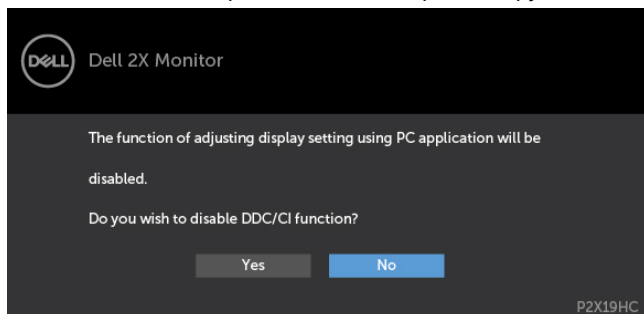 DELL
Dell 2X Monitor
The function of adjusting display setting using PC application will be
disabled.
Do you wish to disable DDC/CI function?
Yes
No
P2X19HC